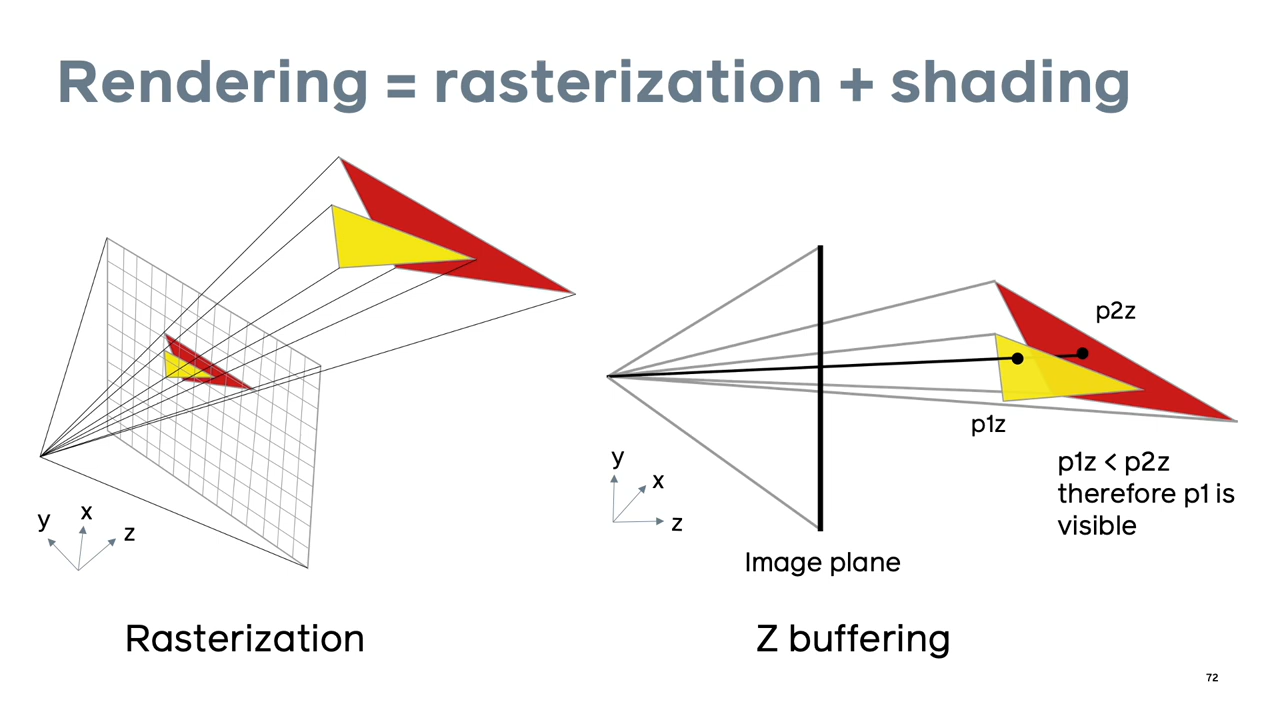 Rendering = rasterization + shading
y
x
z
Rasterization
p2z
p1z
p1z < p2z
therefore p1 is
visible
y
x
z
Image plane
Z buffering
72